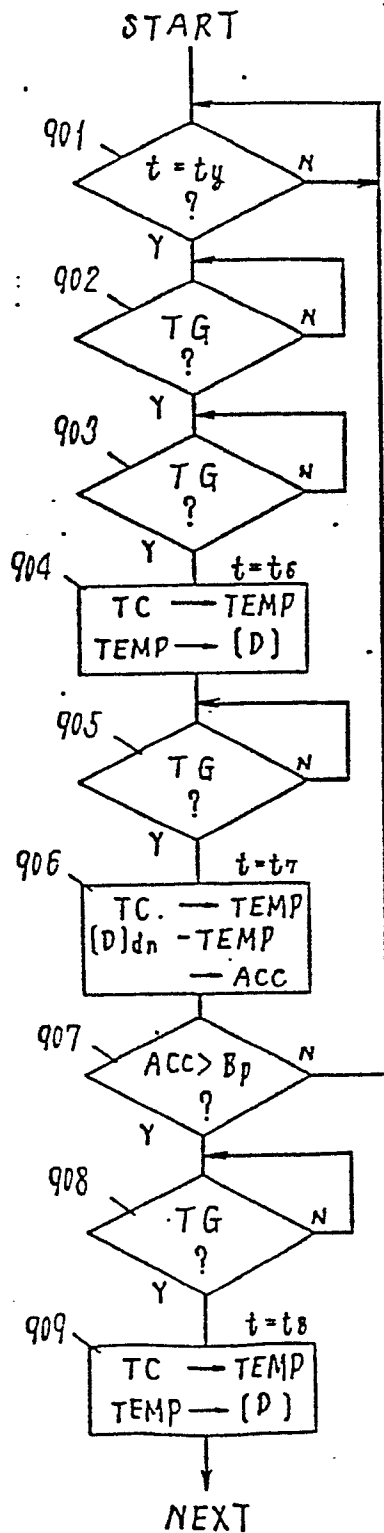 START
901
t = ty
?
N
Y
902
TG
?
N
Y
903
TG
?
N
Y
904
t=t6
TC → TEMP
TEMP → [D]
905
TG
?
N
Y
906
t=t7
TC. → TEMP
[D]dn - TEMP
→ ACC
907
ACC > Bp
?
N
Y
908
TG
?
N
Y
909
t=t8
TC → TEMP
TEMP → [D]
NEXT